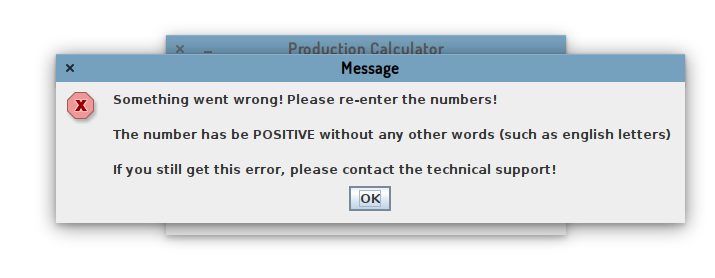 Production Calculator
Message
Something went wrong! Please re-enter the numbers!
The number has be POSITIVE without any other words (such as english letters)
If you still get this error, please contact the technical support!
OK